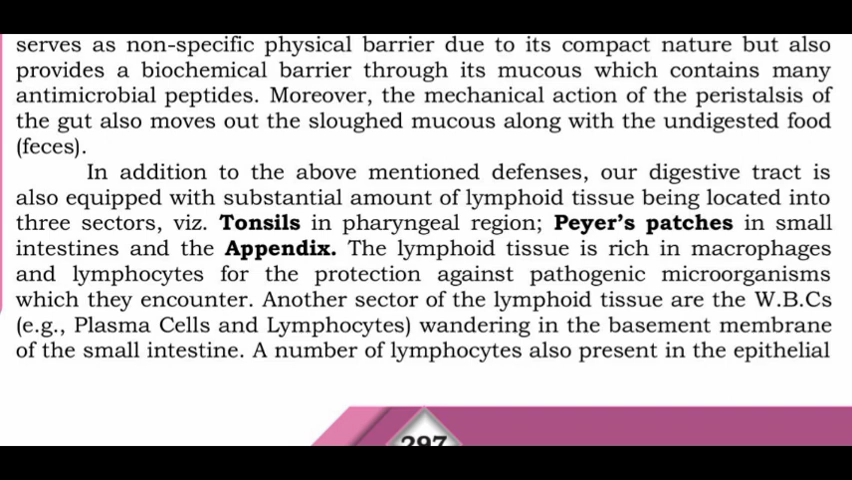 serves as non-specific physical barrier due to its compact nature but also
provides a biochemical barrier through its mucous which contains many
antimicrobial peptides. Moreover, the mechanical action of the peristalsis of
the gut also moves out the sloughed mucous along with the undigested food
(feces).
In addition to the above mentioned defenses, our digestive tract is
also equipped with substantial amount of lymphoid tissue being located into
three sectors, viz. Tonsils in pharyngeal region; Peyer's patches in small
intestines and the Appendix. The lymphoid tissue is rich in macrophages
and lymphocytes for the protection against pathogenic microorganisms
which they encounter. Another sector of the lymphoid tissue are the W.B.Cs
(e.g., Plasma Cells and Lymphocytes) wandering in the basement membrane
of the small intestine. A number of lymphocytes also present in the epithelial
297